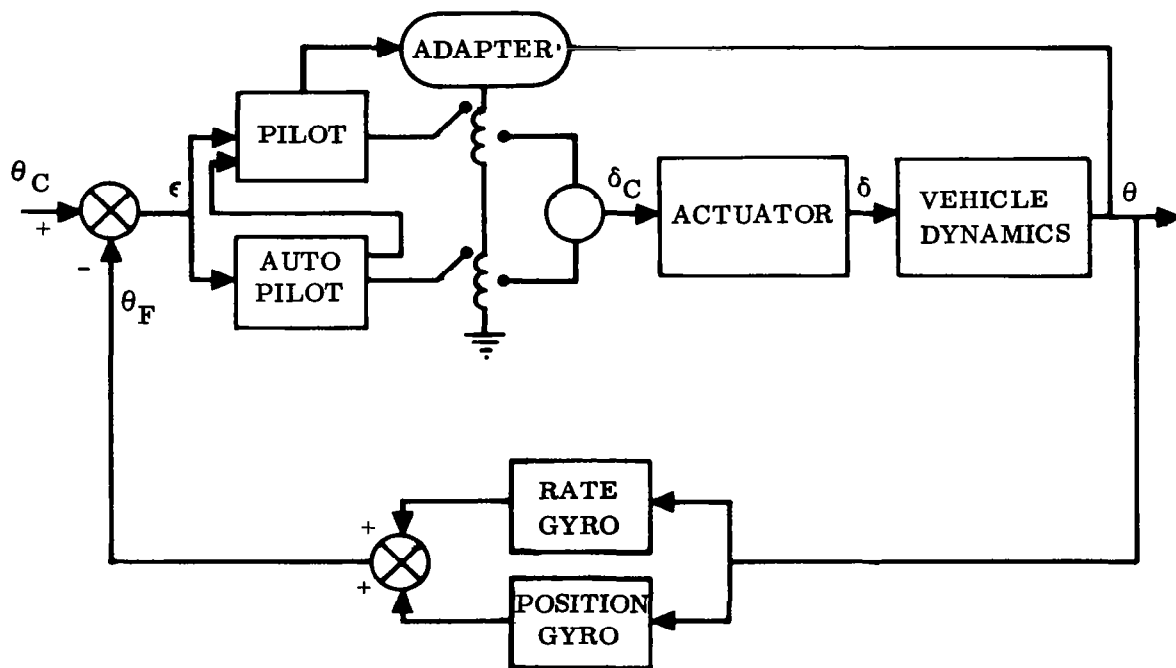 ADAPTER
PILOT
θC
+
ϵ
-
θF
AUTO
PILOT
δC
ACTUATOR
δ
VEHICLE
DYNAMICS
θ
RATE
GYRO
+
+
POSITION
GYRO